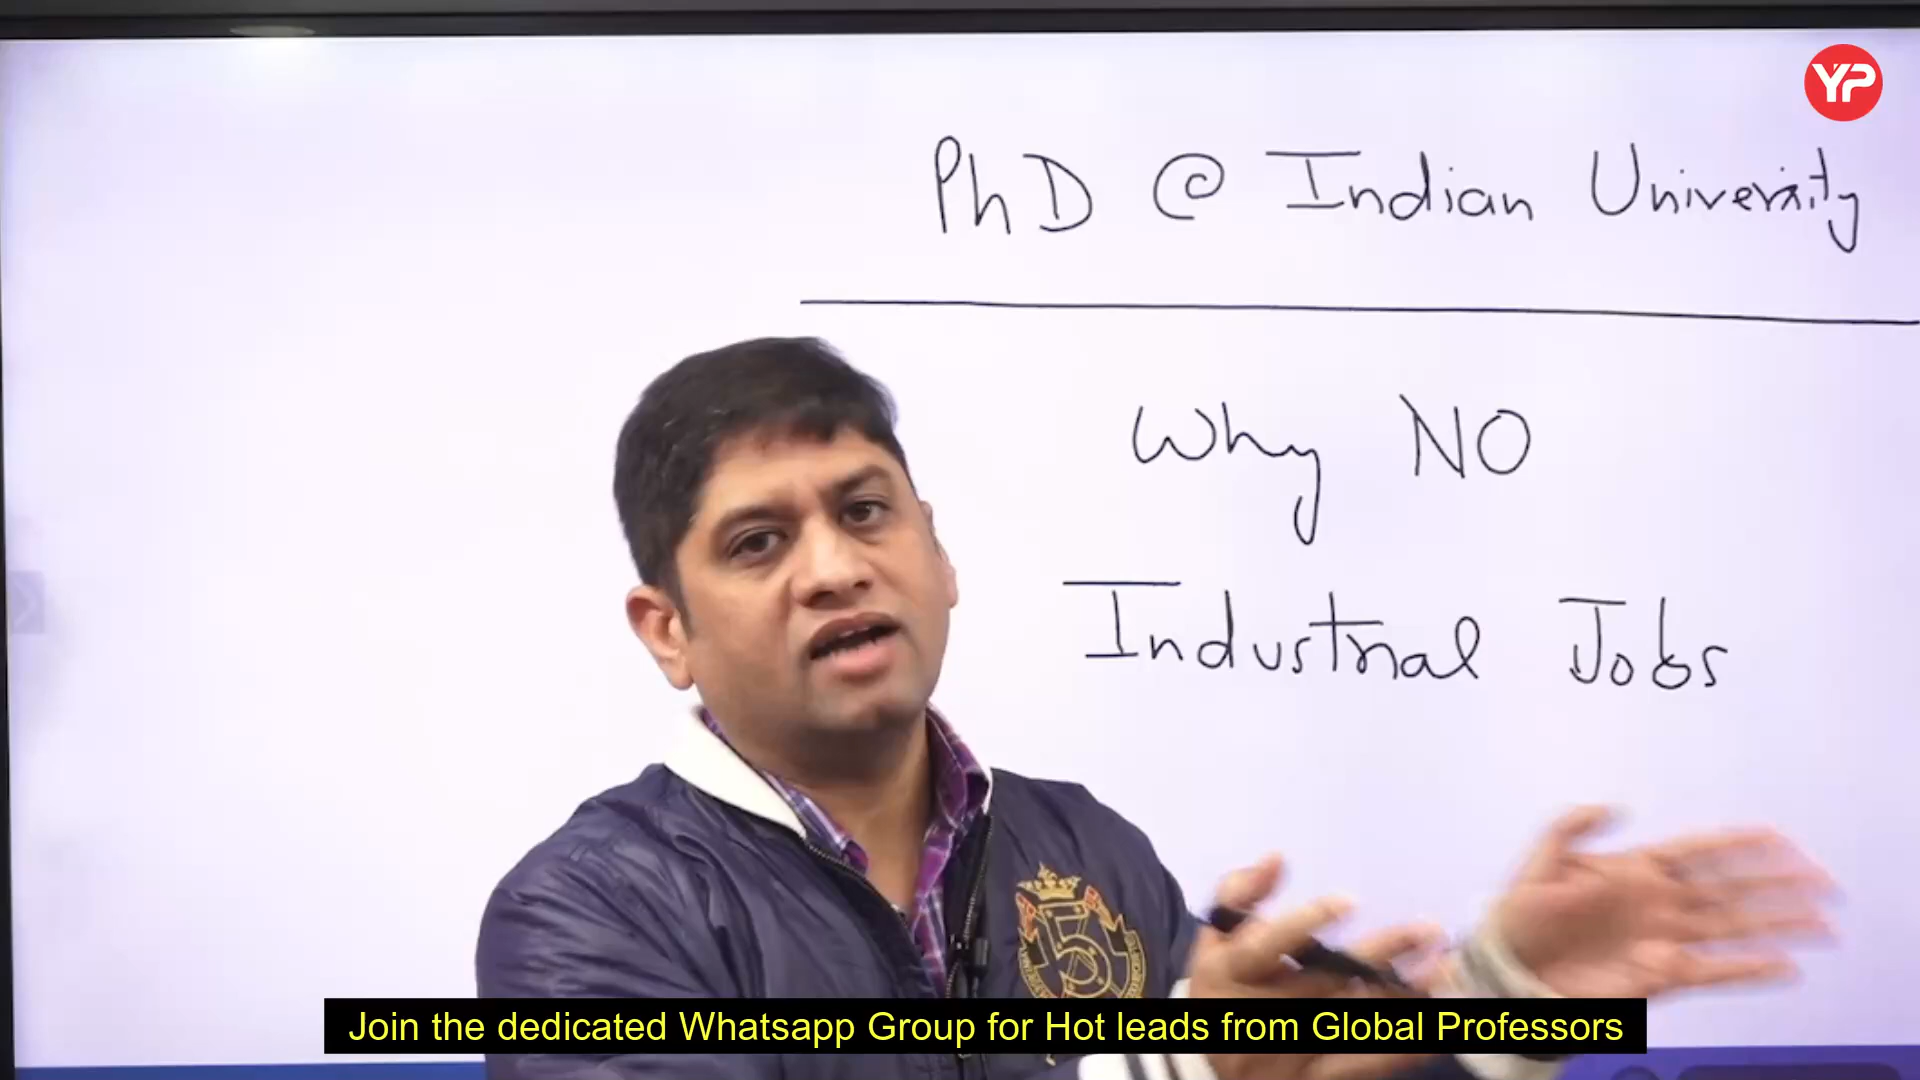 YP
PhD @ Indian University
Why NO
Industrial Jobs
5
Join the dedicated Whatsapp Group for Hot leads from Global Professors